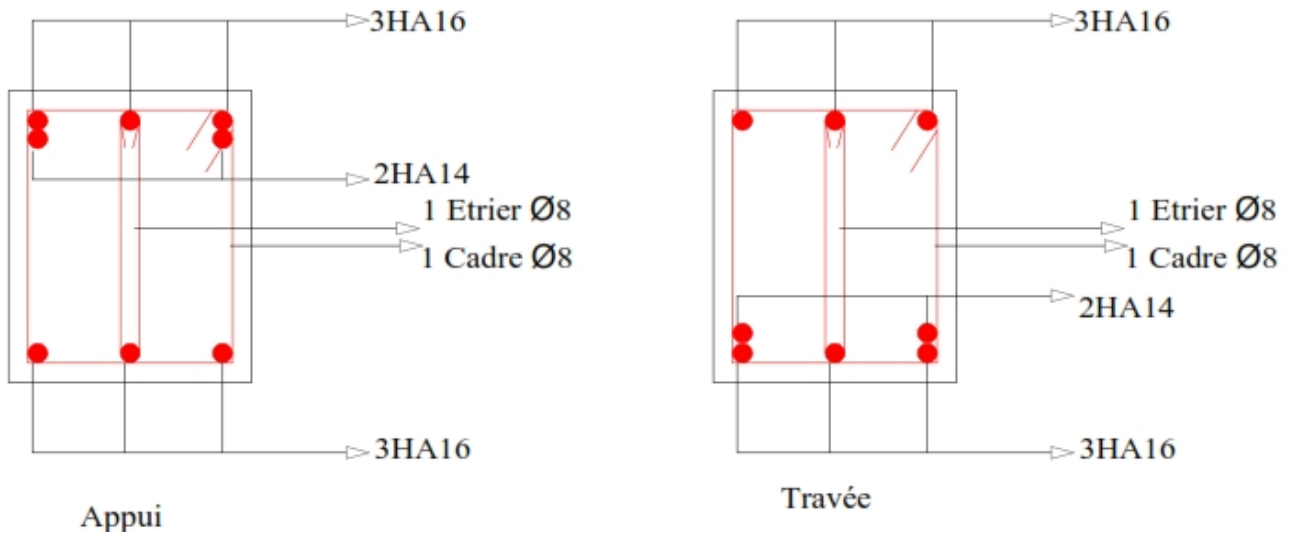 3HA16
2HA14
1 Etrier Ø8
1 Cadre Ø8
3HA16
Appui
3HA16
1 Etrier Ø8
1 Cadre Ø8
2HA14
3HA16
Travée